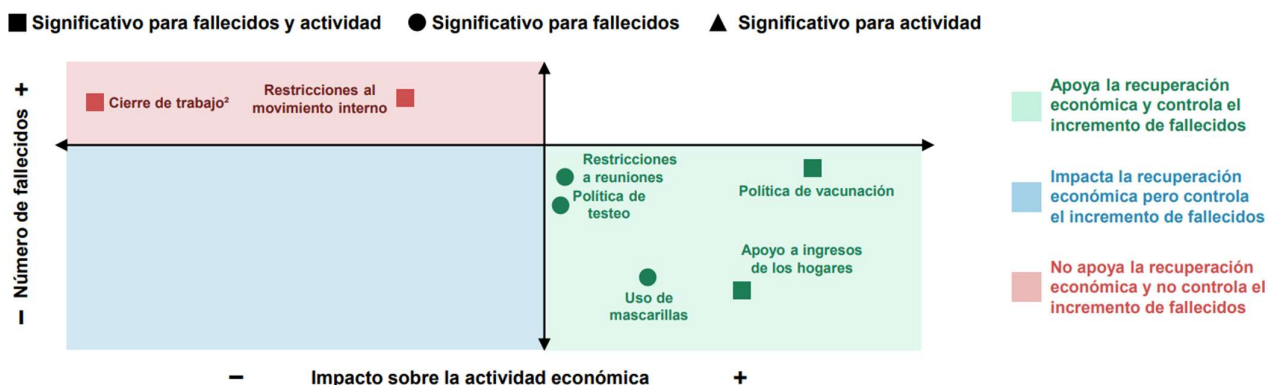 Significativo para fallecidos y actividad
Significativo para fallecidos
Significativo para actividad
– Número de fallecidos +
Cierre de trabajo²
Restricciones al
movimiento interno
Restricciones
a reuniones
Política de
testeo
Política de vacunación
Apoyo a ingresos
de los hogares
Uso de
mascarillas
Apoya la recuperación
económica y controla el
incremento de fallecidos
Impacta la recuperación
económica pero controla
el incremento de fallecidos
No apoya la recuperación
económica y no controla el
incremento de fallecidos
– Impacto sobre la actividad económica +